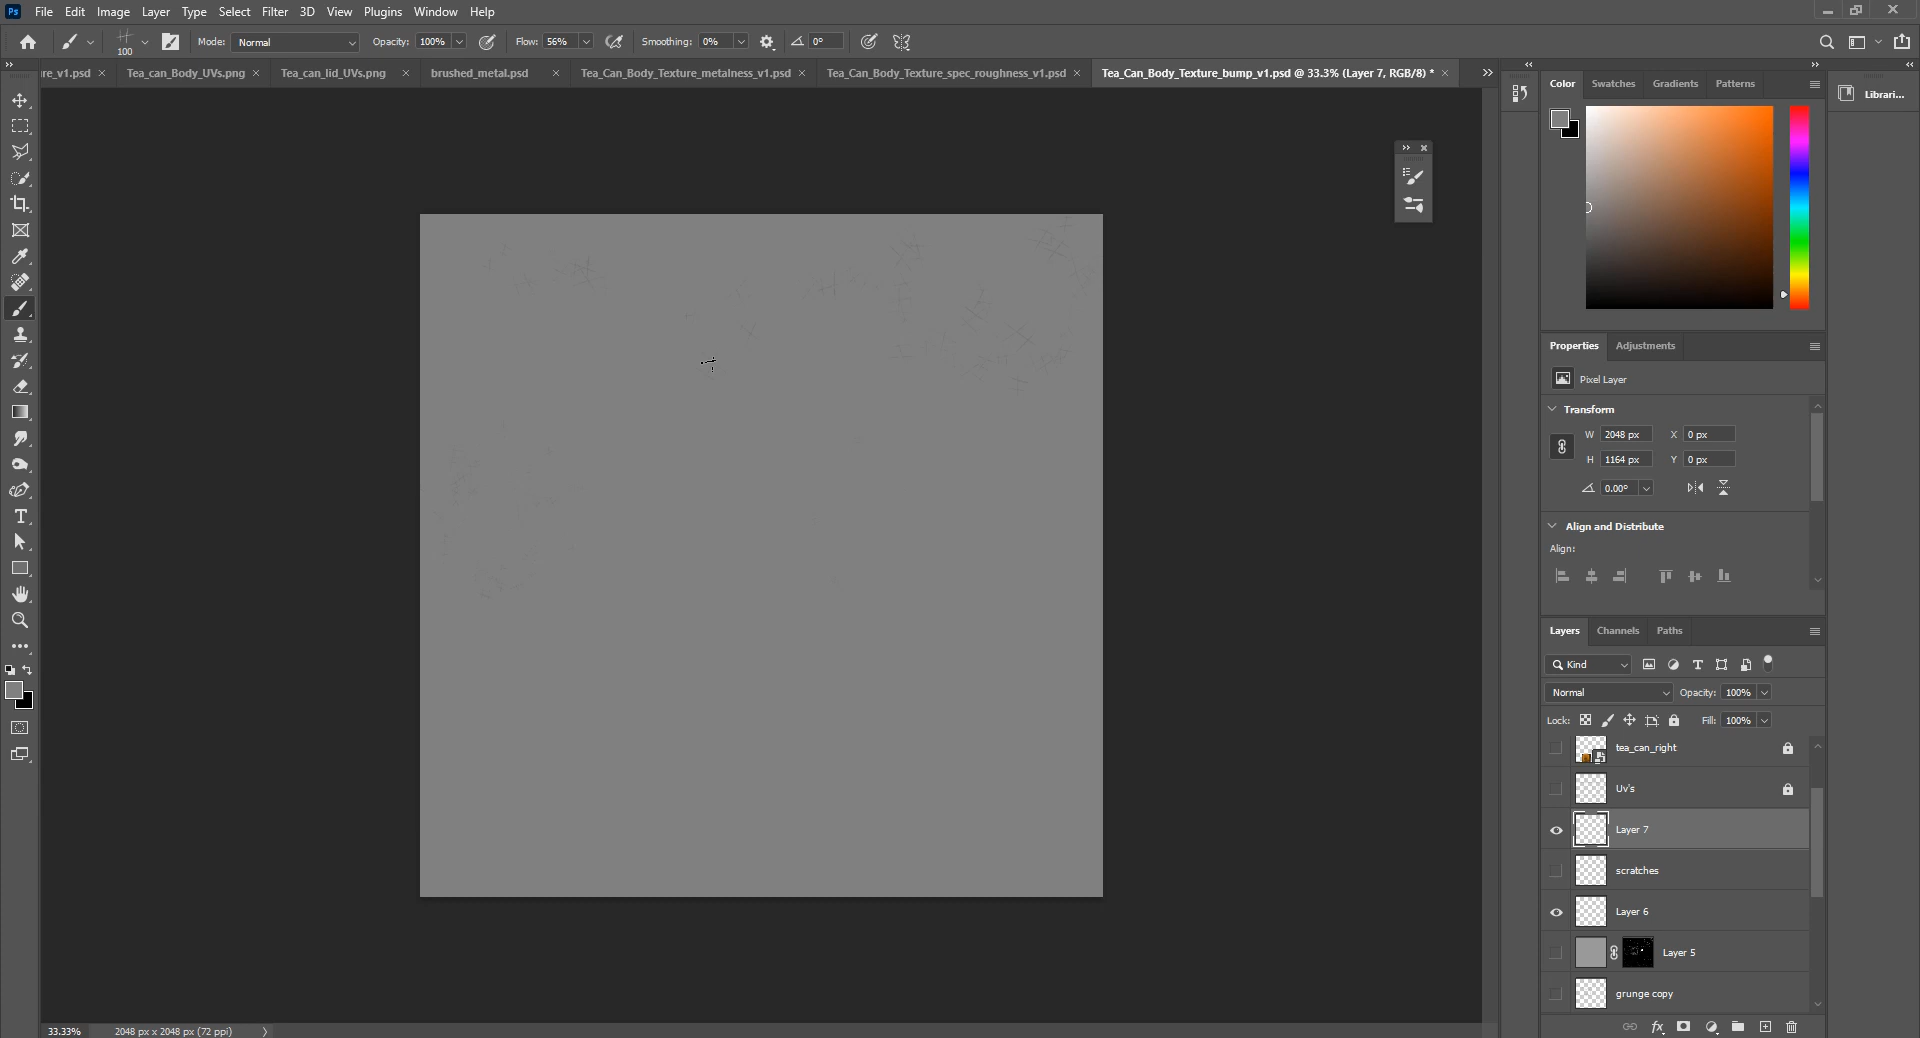 Ps File Edit Image Layer Type Select Filter 3D View Plugins Window Help
100 Mode: Normal Opacity: 100% Flow: 56% Smoothing: 0% 0°
re_v1.psd Tea_can_Body_UVs.png Tea_can_lid_UVs.png brushed_metal.psd Tea_Can_Body_Texture_metalness_v1.psd Tea_Can_Body_Texture_spec_roughness_v1.psd Tea_Can_Body_Texture_bump_v1.psd @ 33.3% (Layer 7, RGB/8) *
Color Swatches Gradients Patterns
Librari...
Properties Adjustments
Pixel Layer
Transform
W 2048 px X 0 px
H 1164 px Y 0 px
0.00°
Align and Distribute
Align:
Layers Channels Paths
Kind
Normal Opacity: 100%
Lock: Fill: 100%
tea_can_right
Uv's
Layer 7
scratches
Layer 6
Layer 5
grunge copy
fx
33.33% 2048 px x 2048 px (72 ppi)